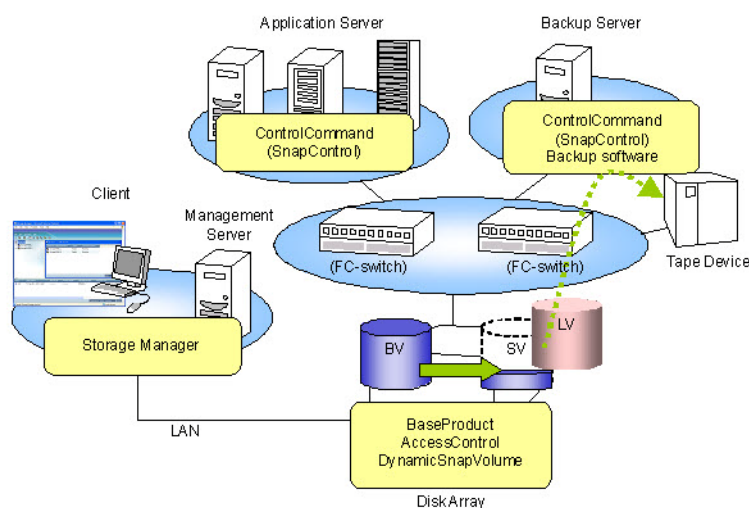 Application Server
Backup Server
ControlCommand
(SnapControl)
ControlCommand
(SnapControl)
Backup software
Client
Management
Server
(FC-switch)
(FC-switch)
Tape Device
Storage Manager
BV
SV
LV
LAN
BaseProduct
AccessControl
DynamicSnapVolume
DiskArray